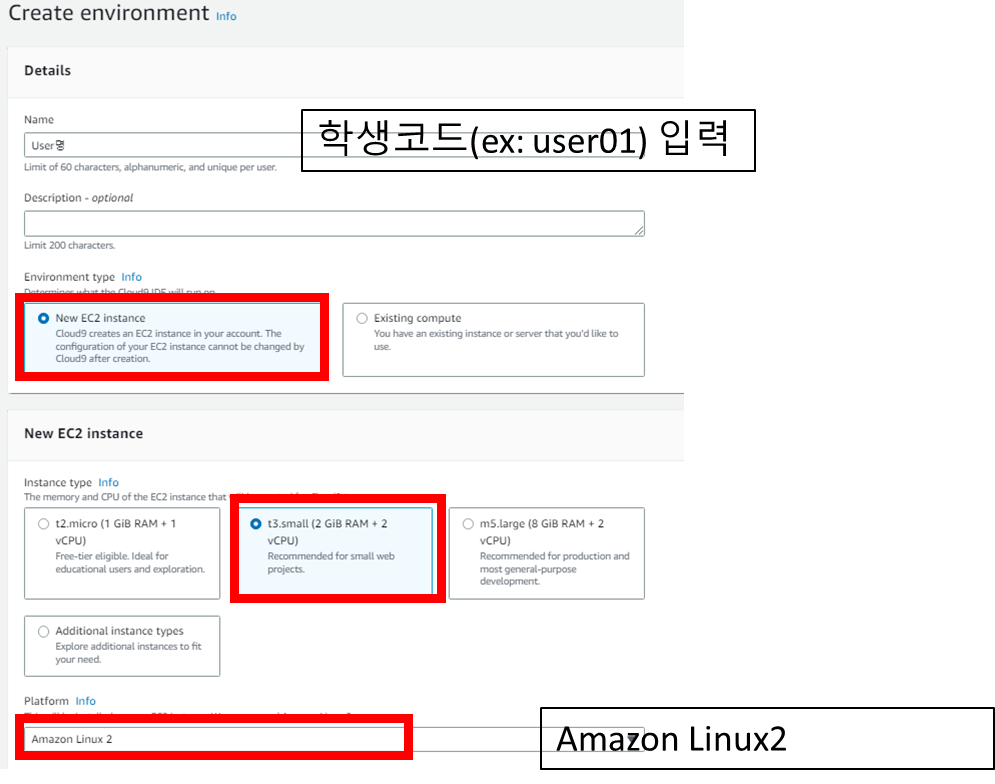 Create environment Info
Details
Name
User명
학생코드(ex: user01) 입력
Limit of 60 characters, alphanumeric, and unique per user.
Description - optional
Limit 200 characters.
Environment type Info
Determines what the Cloud9 IDE will run on.
New EC2 instance
Cloud9 creates an EC2 instance in your account. The
configuration of your EC2 instance cannot be changed by
Cloud9 after creation.
Existing compute
You have an existing instance or server that you'd like to
use.
New EC2 instance
Instance type Info
The memory and CPU of the EC2 instance that
t2.micro (1 GiB RAM + 1
vCPU)
Free-tier eligible. Ideal for
educational users and exploration.
t3.small (2 GiB RAM + 2
vCPU)
Recommended for small web
projects.
m5.large (8 GiB RAM + 2
vCPU)
Recommended for production and
most general-purpose
development.
Additional instance types
Explore additional instances to fit
your need.
Platform Info
Amazon Linux 2
Amazon Linux2